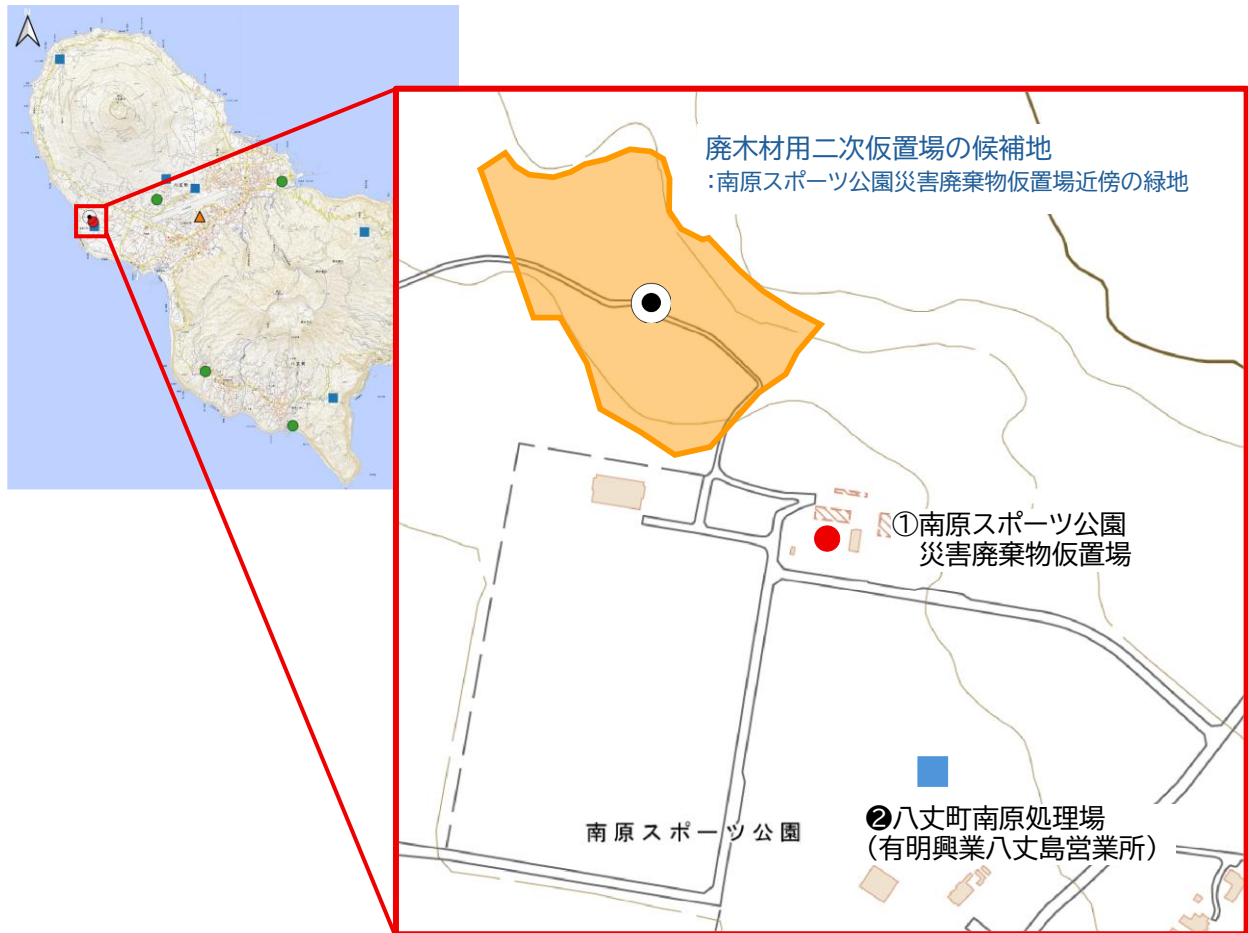 N
廃木材用二次仮置場の候補地
:南原スポーツ公園災害廃棄物仮置場近傍の緑地
①南原スポーツ公園
災害廃棄物仮置場
❷八丈町南原処理場
(有明興業八丈島営業所)
南原スポーツ公園